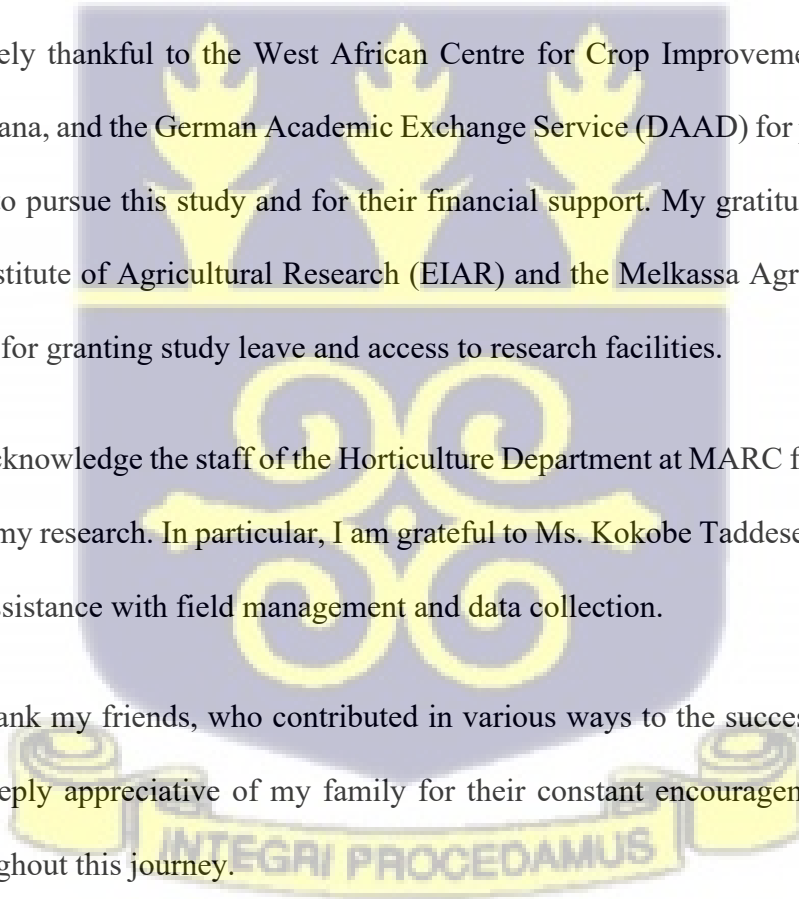 ely thankful to the West African Centre for Crop Improveme
ana, and the German Academic Exchange Service (DAAD) for
o pursue this study and for their financial support. My gratitu
stitute of Agricultural Research (EIAR) and the Melkassa Agr
for granting study leave and access to research facilities.
cknowledge the staff of the Horticulture Department at MARC f
my research. In particular, I am grateful to Ms. Kokobe Taddese
ssistance with field management and data collection.
ank my friends, who contributed in various ways to the succes
eply appreciative of my family for their constant encouragen
ghout this journey.
INTEGRI PROCEDAMUS